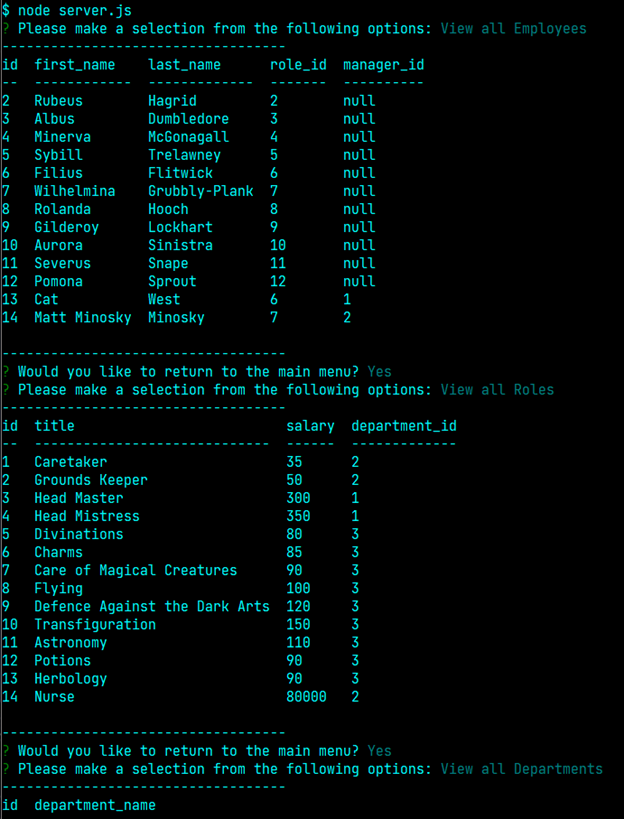 $ node server.js
? Please make a selection from the following options: View all Employees
-----------------------------------
id  first_name    last_name      role_id  manager_id
--  ------------  -------------  -------  ----------
2   Rubeus        Hagrid         2        null
3   Albus         Dumbledore     3        null
4   Minerva       McGonagall     4        null
5   Sybill        Trelawney      5        null
6   Filius        Flitwick       6        null
7   Wilhelmina    Grubbly-Plank  7        null
8   Rolanda       Hooch          8        null
9   Gilderoy      Lockhart       9        null
10  Aurora        Sinistra       10       null
11  Severus       Snape          11       null
12  Pomona        Sprout         12       null
13  Cat           West           6        1
14  Matt Minosky  Minosky        7        2
-----------------------------------
? Would you like to return to the main menu? Yes
? Please make a selection from the following options: View all Roles
-----------------------------------
id  title                          salary  department_id
--  -----------------------------  ------  -------------
1   Caretaker                      35      2
2   Grounds Keeper                 50      2
3   Head Master                    300     1
4   Head Mistress                  350     1
5   Divinations                    80      3
6   Charms                         85      3
7   Care of Magical Creatures      90      3
8   Flying                         100     3
9   Defence Against the Dark Arts  120     3
10  Transfiguration                150     3
11  Astronomy                      110     3
12  Potions                        90      3
13  Herbology                      90      3
14  Nurse                          80000   2
-----------------------------------
? Would you like to return to the main menu? Yes
? Please make a selection from the following options: View all Departments
-----------------------------------
id  department_name